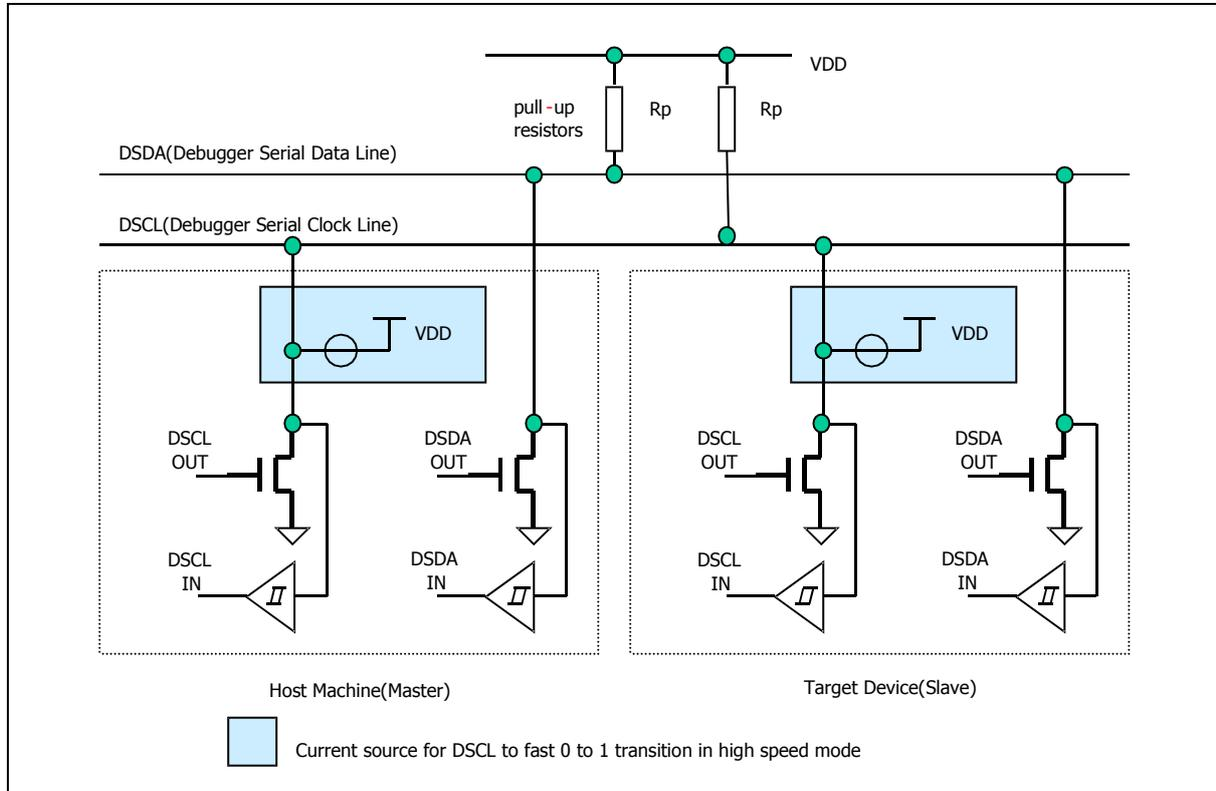 VDD
pull-up
resistors
Rp
Rp
DSDA(Debugger Serial Data Line)
DSCL(Debugger Serial Clock Line)
VDD
VDD
DSCL
OUT
DSDA
OUT
DSCL
OUT
DSDA
OUT
DSCL
IN
DSDA
IN
DSCL
IN
DSDA
IN
Host Machine(Master)
Target Device(Slave)
Current source for DSCL to fast 0 to 1 transition in high speed mode